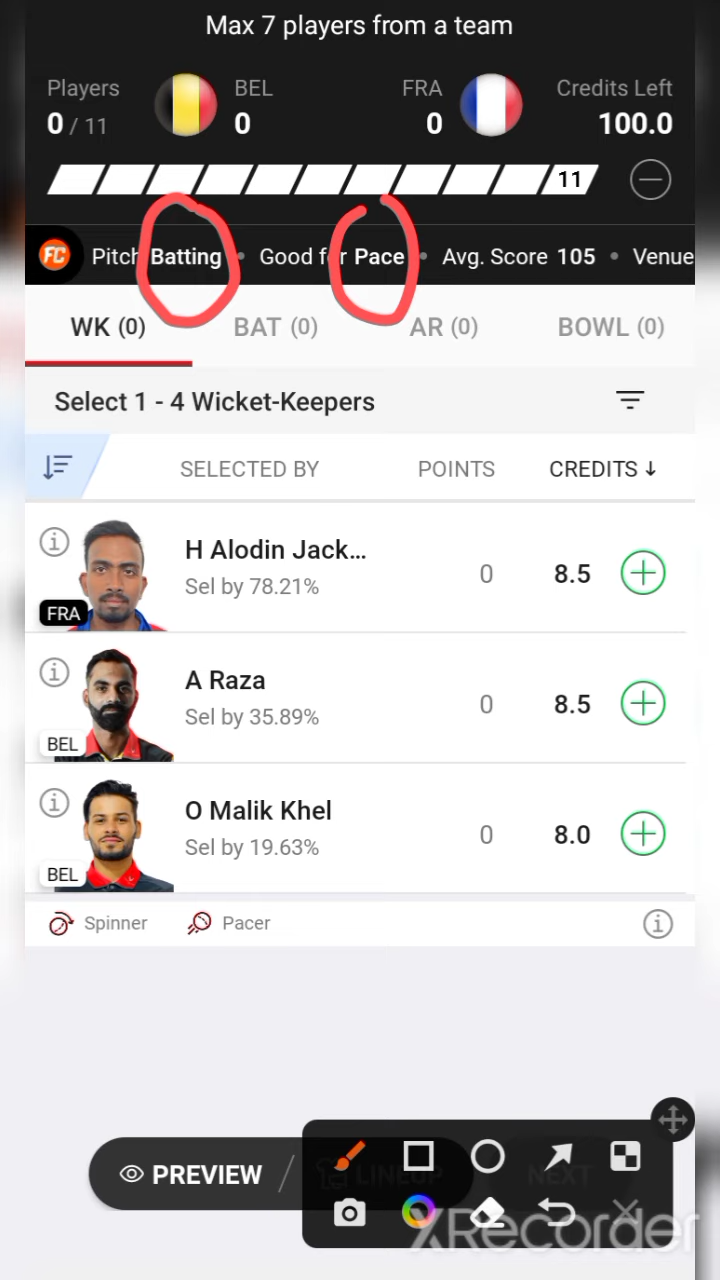 Max 7 players from a team
Players BEL FRA Credits Left
0 / 11 0 0 100.0
11
FC Pitch Batting • Good for Pace • Avg. Score 105 • Venue
WK (0) BAT (0) AR (0) BOWL (0)
Select 1 - 4 Wicket-Keepers
SELECTED BY POINTS CREDITS ↓
H Alodin Jack...
Sel by 78.21%
0 8.5
FRA
A Raza
Sel by 35.89%
0 8.5
BEL
O Malik Khel
Sel by 19.63%
0 8.0
BEL
Spinner Pacer
PREVIEW / LINEUP NEXT
XRecorder